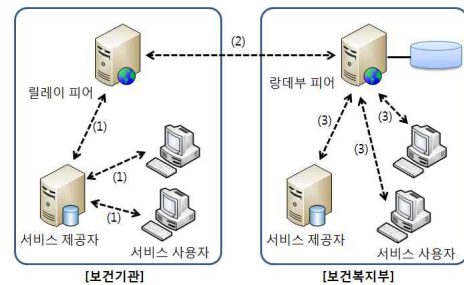 (2)
릴레이 피어
랑데부 피어
(1)
(3)
(3)
(1)
(3)
(1)
서비스 제공자
서비스 사용자
서비스 제공자
서비스 사용자
[보건기관]
[보건복지부]